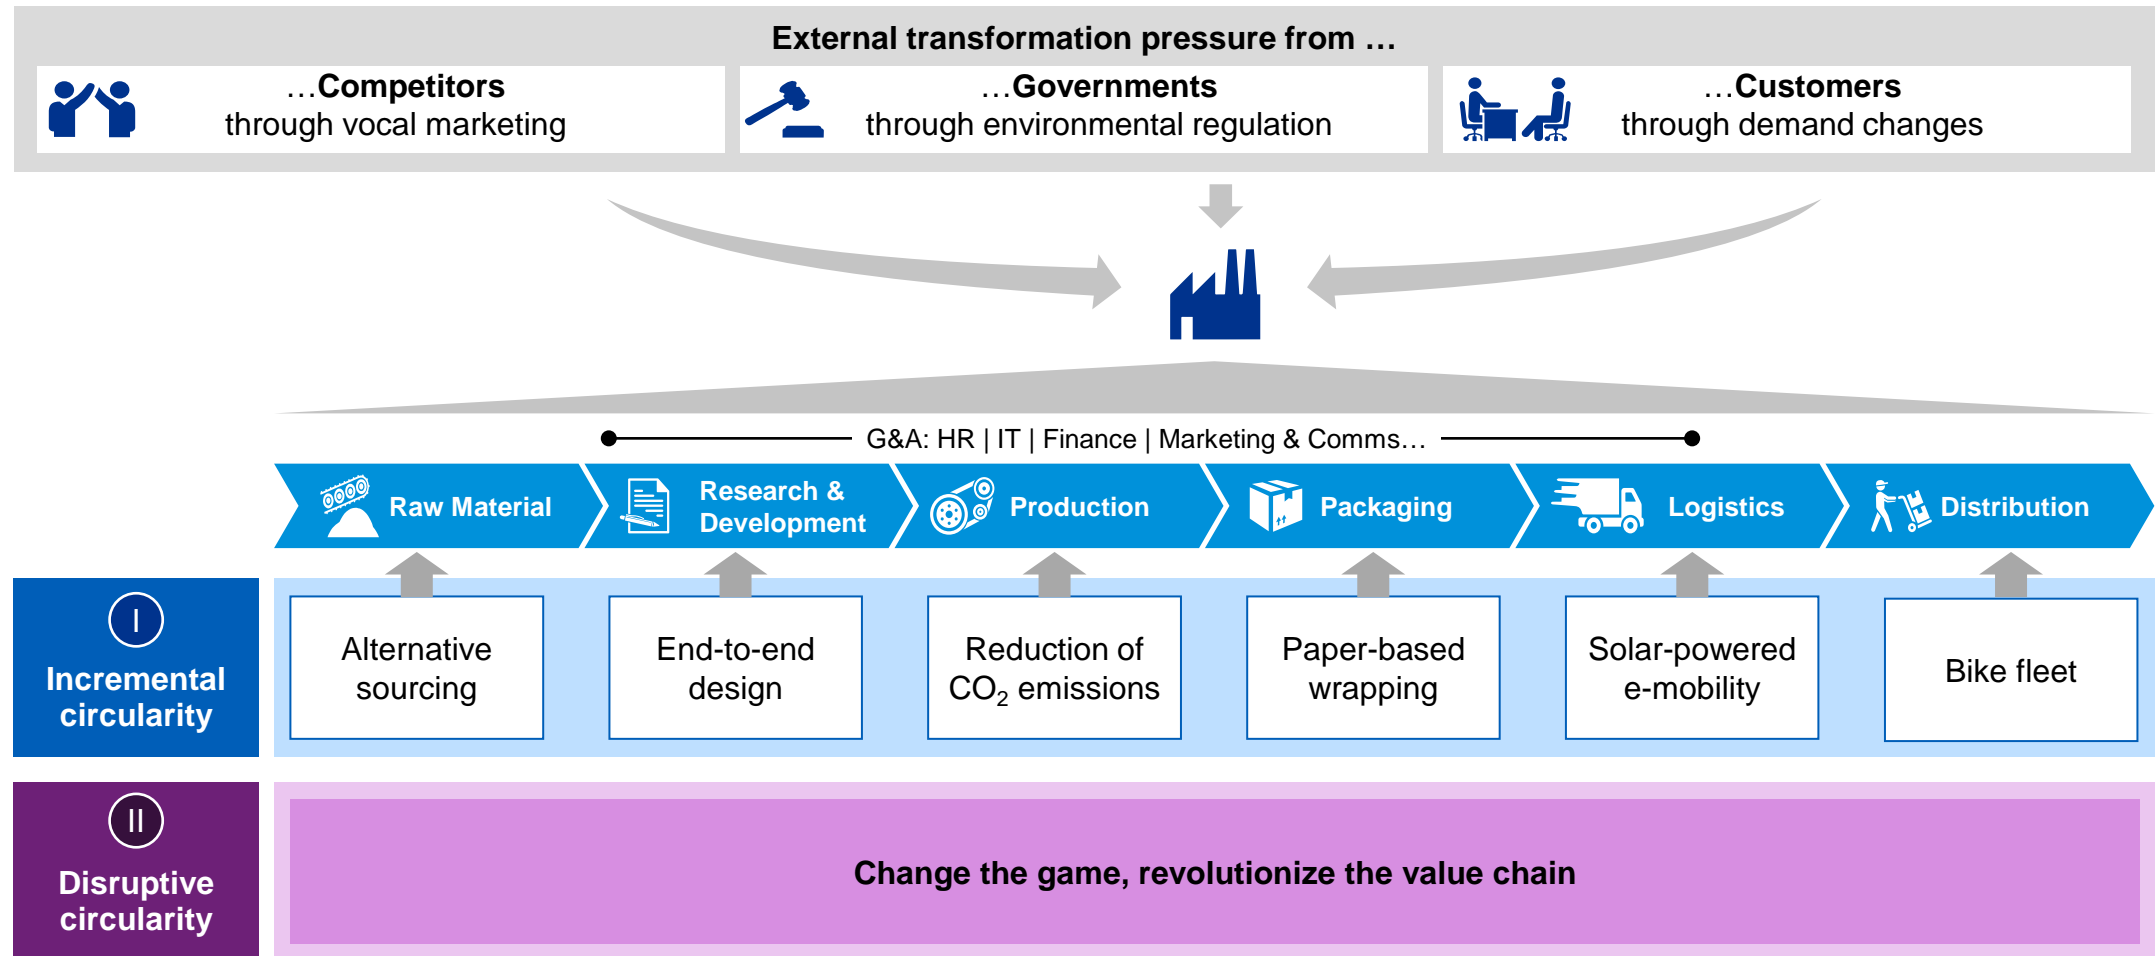 External transformation pressure from …
…Competitors
through vocal marketing
…Governments
through environmental regulation
…Customers
through demand changes
G&A: HR | IT | Finance | Marketing & Comms…
Raw Material
Research &
Development
Production
Packaging
Logistics
Distribution
I
Incremental
circularity
Alternative
sourcing
End-to-end
design
Reduction of
CO₂ emissions
Paper-based
wrapping
Solar-powered
e-mobility
Bike fleet
II
Disruptive
circularity
Change the game, revolutionize the value chain